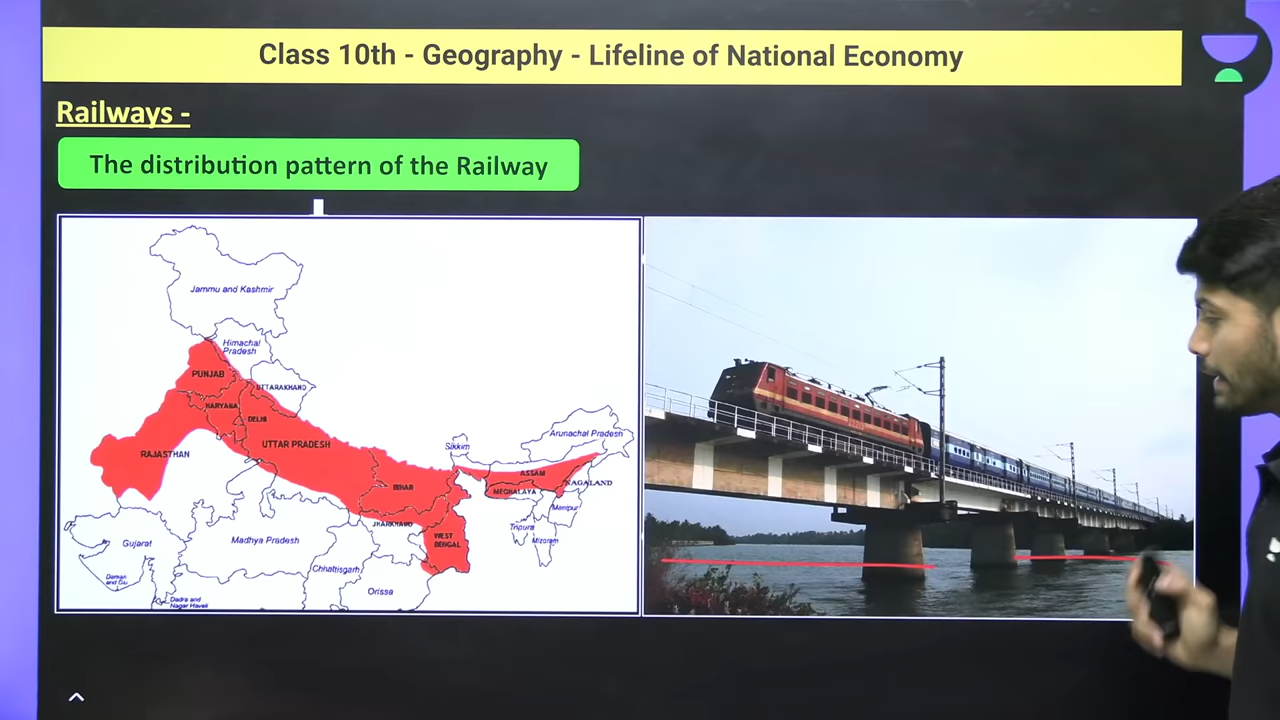 Class 10th - Geography - Lifeline of National Economy
Railways -
The distribution pattern of the Railway
Jammu and Kashmir
Himachal
Pradesh
PUNJAB
UTTARAKHAND
HARYANA
DELHI
UTTAR PRADESH
RAJASTHAN
Sikkim
Arunachal Pradesh
ASSAM
NAGALAND
MEGHALAYA
BIHAR
Manipur
JHARKHAND
Tripura
Mizoram
WEST
BENGAL
Gujarat
Madhya Pradesh
Chhattisgarh
Daman
and Diu
Orissa
Dadra and
Nagar Haveli